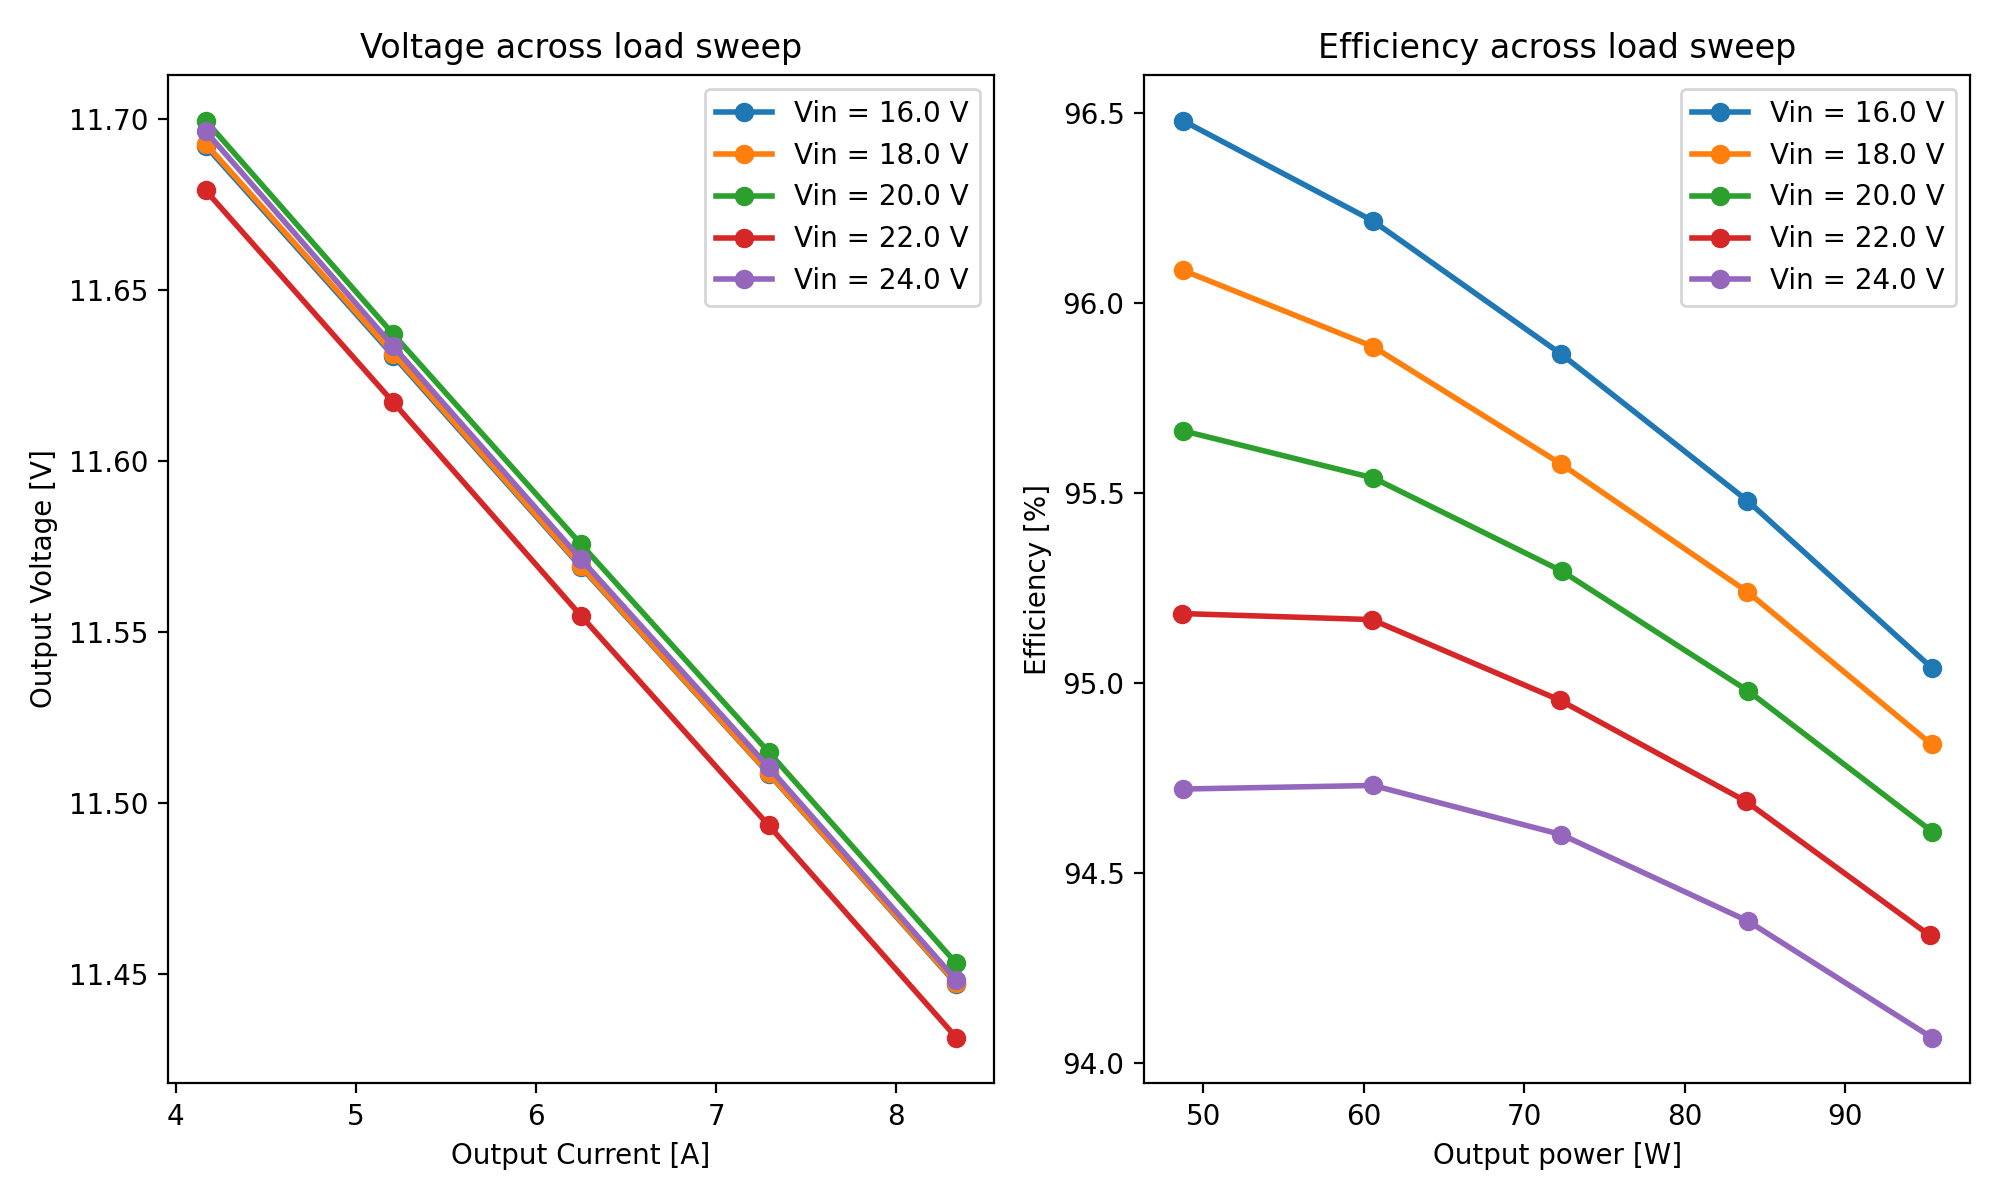 Voltage across load sweep
Output Voltage [V]
11.70
11.65
11.60
11.55
11.50
11.45
Vin = 16.0 V
Vin = 18.0 V
Vin = 20.0 V
Vin = 22.0 V
Vin = 24.0 V
4 5 6 7 8
Output Current [A]
Efficiency across load sweep
Efficiency [%]
96.5
96.0
95.5
95.0
94.5
94.0
Vin = 16.0 V
Vin = 18.0 V
Vin = 20.0 V
Vin = 22.0 V
Vin = 24.0 V
50 60 70 80 90
Output power [W]